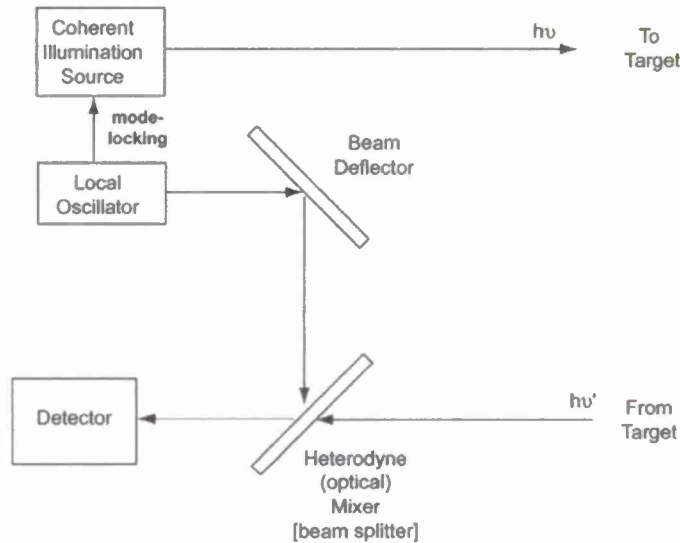 Coherent
Illumination
Source
hυ
To
Target
mode-
locking
Beam
Deflector
Local
Oscillator
Detector
hυ'
From
Target
Heterodyne
(optical)
Mixer
[beam splitter]